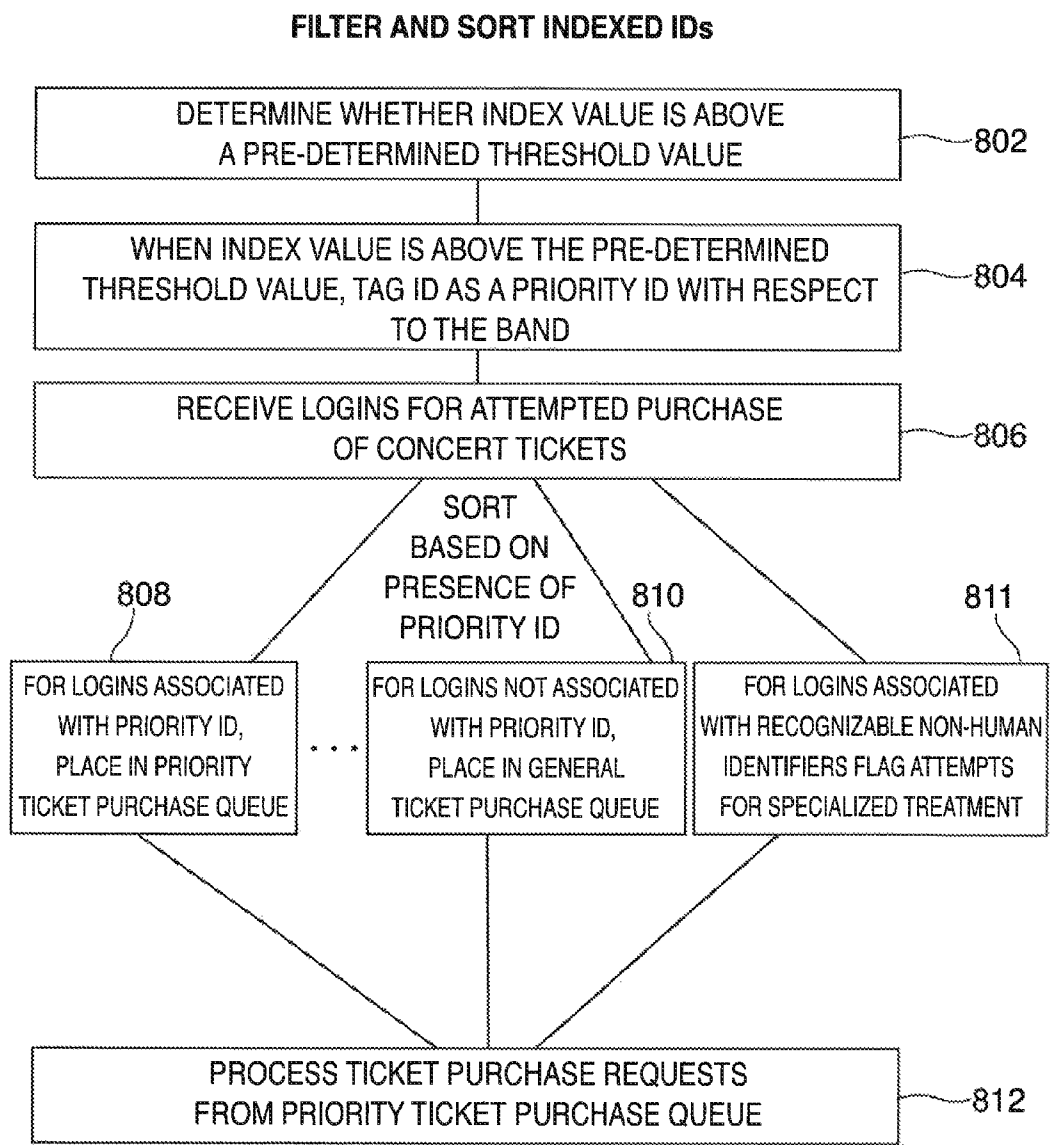 FILTER AND SORT INDEXED IDs
DETERMINE WHETHER INDEX VALUE IS ABOVE
A PRE-DETERMINED THRESHOLD VALUE
802
WHEN INDEX VALUE IS ABOVE THE PRE-DETERMINED
THRESHOLD VALUE, TAG ID AS A PRIORITY ID WITH RESPECT
TO THE BAND
804
RECEIVE LOGINS FOR ATTEMPTED PURCHASE
OF CONCERT TICKETS
806
SORT
BASED ON
PRESENCE OF
PRIORITY ID
808
FOR LOGINS ASSOCIATED
WITH PRIORITY ID,
PLACE IN PRIORITY
TICKET PURCHASE QUEUE
. . .
810
FOR LOGINS NOT ASSOCIATED
WITH PRIORITY ID,
PLACE IN GENERAL
TICKET PURCHASE QUEUE
811
FOR LOGINS ASSOCIATED
WITH RECOGNIZABLE NON-HUMAN
IDENTIFIERS FLAG ATTEMPTS
FOR SPECIALIZED TREATMENT
PROCESS TICKET PURCHASE REQUESTS
FROM PRIORITY TICKET PURCHASE QUEUE
812